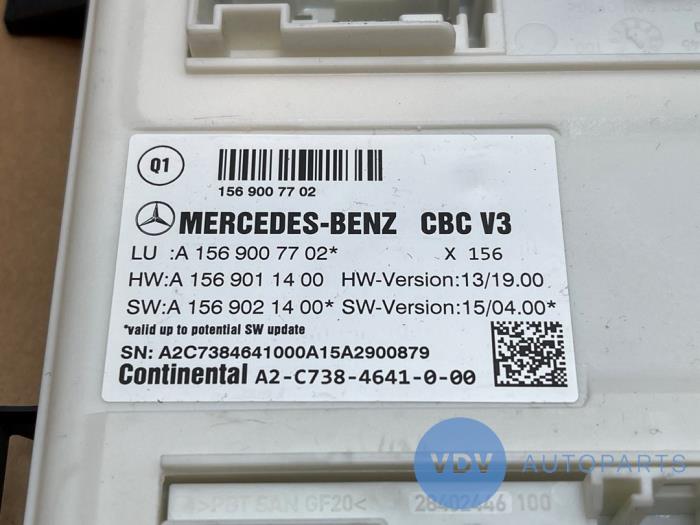 Q1
156 900 77 02
MERCEDES-BENZ CBC V3
LU :A 156 900 77 02* X 156
HW:A 156 901 14 00 HW-Version:13/19.00
SW:A 156 902 14 00* SW-Version:15/04.00*
*valid up to potential SW update
SN: A2C7384641000A15A2900879
Continental A2-C738-4641-0-00
VDV AUTOPARTS
>PBT SAN GF20< 28402446 100